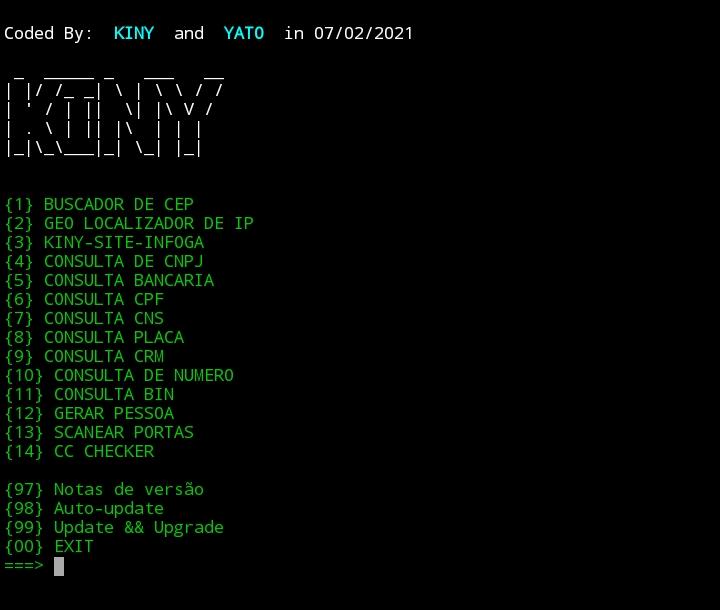 Coded By:  KINY  and  YATO  in 07/02/2021
KINY
{1} BUSCADOR DE CEP
{2} GEO LOCALIZADOR DE IP
{3} KINY-SITE-INFOGA
{4} CONSULTA DE CNPJ
{5} CONSULTA BANCARIA
{6} CONSULTA CPF
{7} CONSULTA CNS
{8} CONSULTA PLACA
{9} CONSULTA CRM
{10} CONSULTA DE NUMERO
{11} CONSULTA BIN
{12} GERAR PESSOA
{13} SCANEAR PORTAS
{14} CC CHECKER
{97} Notas de versão
{98} Auto-update
{99} Update && Upgrade
{00} EXIT
===>